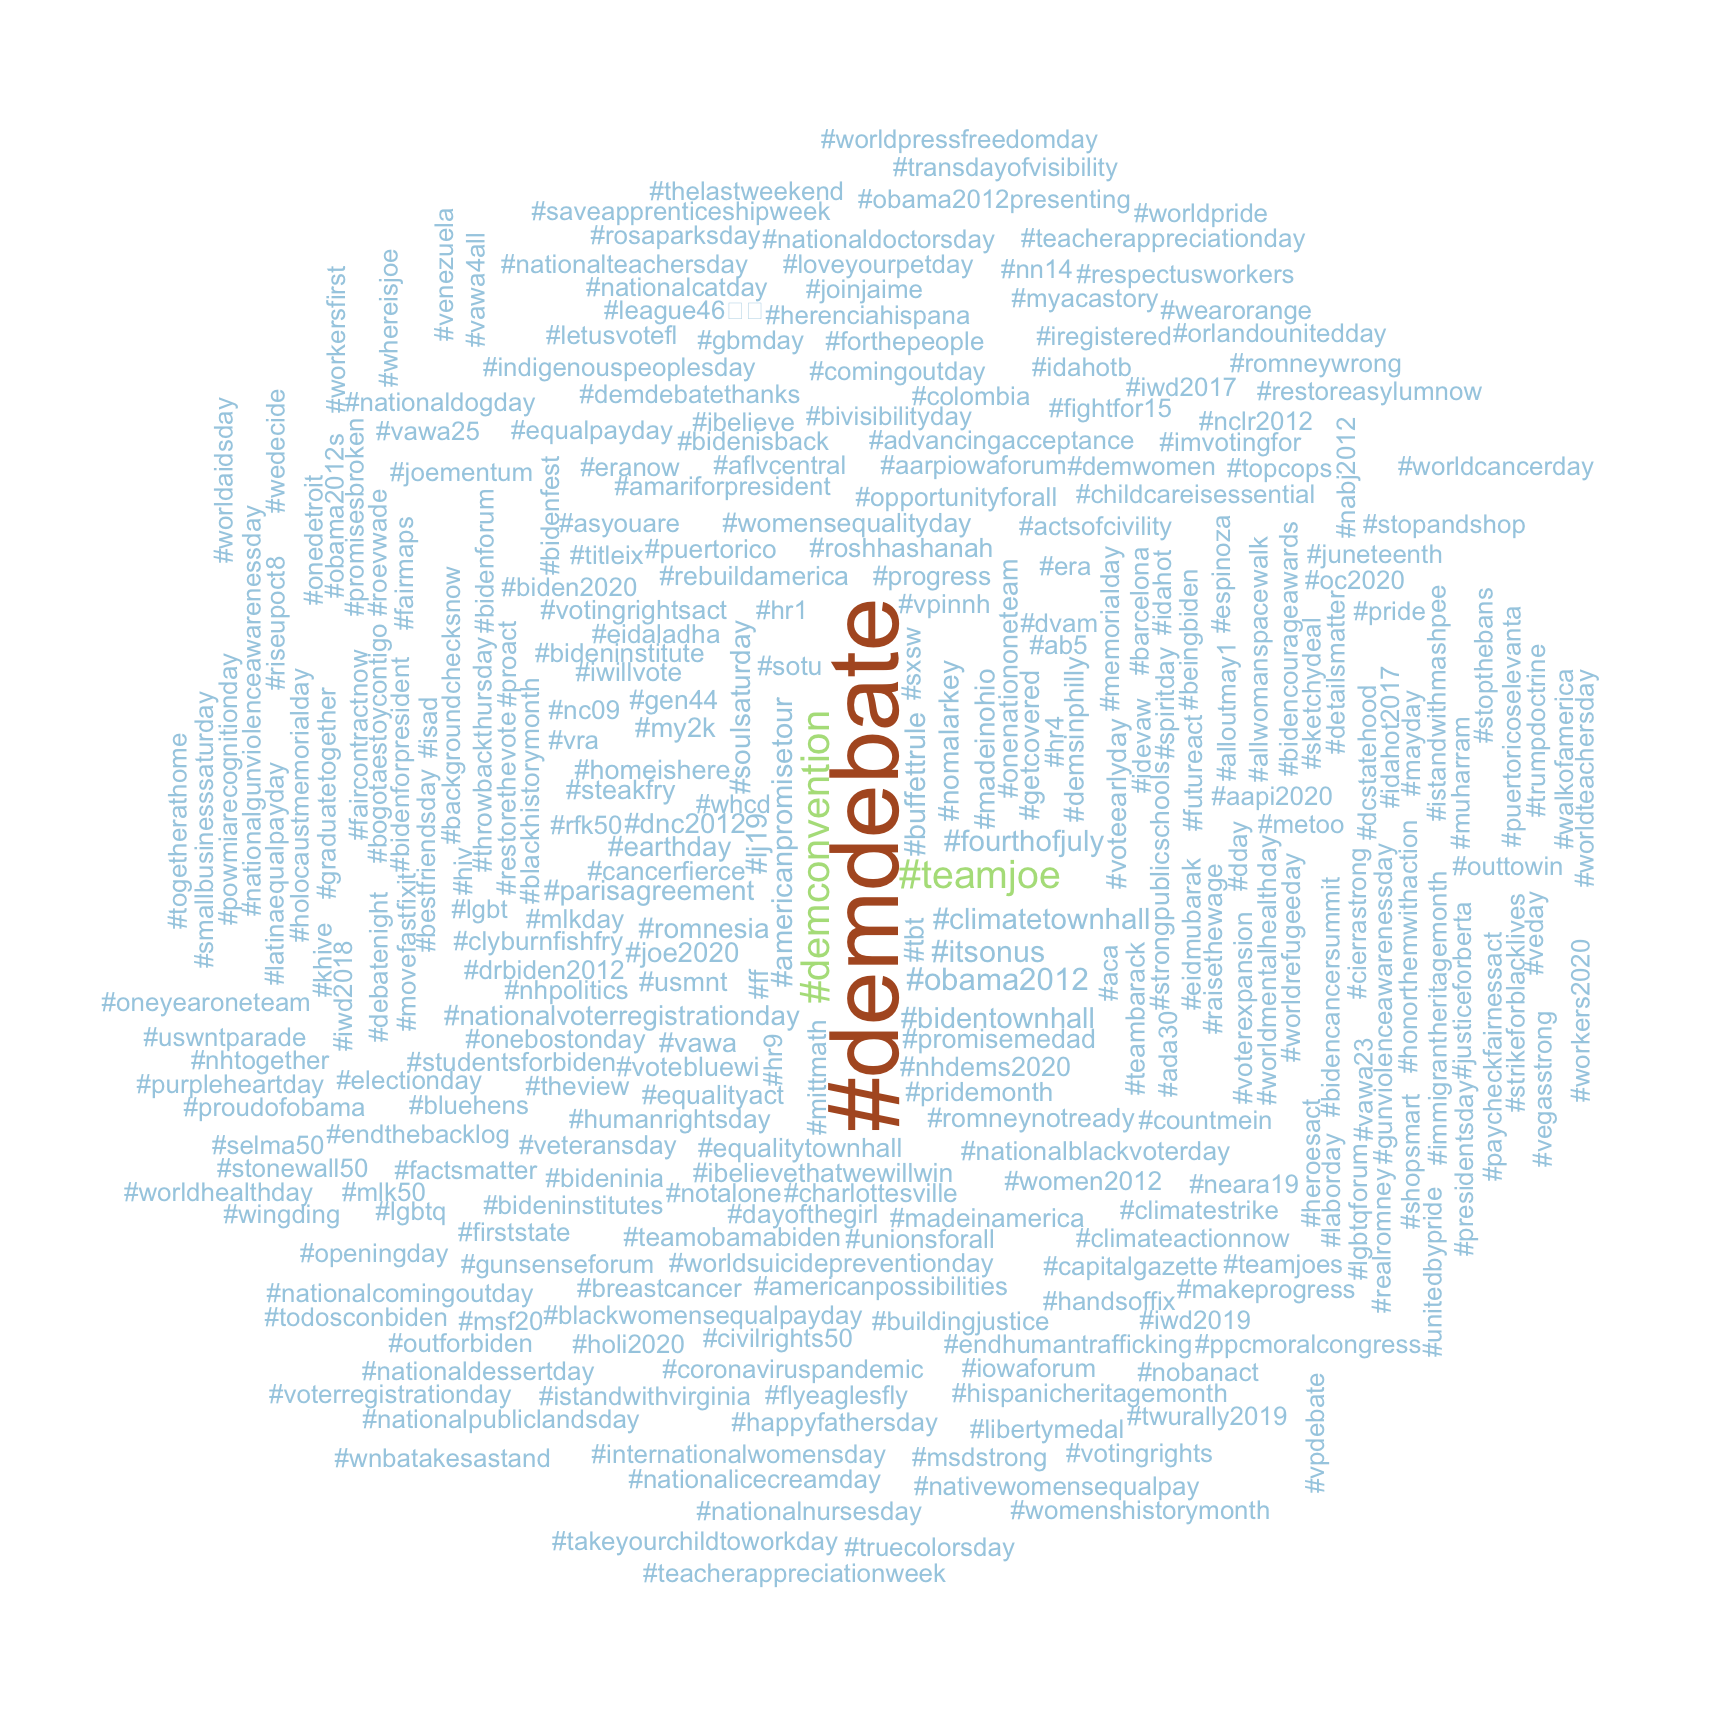 #worldpressfreedomday
#transdayofvisibility
#thelastweekend
#obama2012presenting
#saveapprenticeshipweek
#worldpride
#rosaparksday
#nationaldoctorsday
#teacherappreciationday
#nationalteachersday
#loveyourpetday
#nn14
#respectusworkers
#nationalcatday
#joinjaime
#myacastory
#wearorange
#league46
#herenciahispana
#letusvotefl
#gbmday
#forthepeople
#iregistered
#orlandounitedday
#indigenouspeoplesday
#comingoutday
#idahotb
#romneywrong
#demdebatethanks
#colombia
#iwd2017
#restoreasylumnow
#nationaldogday
#ibelieve
#bivisibilityday
#fightfor15
#nclr2012
#vawa25
#equalpayday
#bidenisback
#advancingacceptance
#imvotingfor
#joementum
#eranow
#aflvcentral
#aarpiowaforum
#demwomen
#topcops
#worldcancerday
#amariforpresident
#opportunityforall
#childcareisessential
#asyouare
#womensequalityday
#actsofcivility
#stopandshop
#titleix
#puertorico
#roshhashanah
#era
#juneteenth
#biden2020
#rebuildamerica
#progress
#oc2020
#votingrightsact
#hr1
#vpinnh
#dvam
#pride
#eidaladha
#bideninstitute
#ab5
#iwillvote
#sotu
#nc09
#gen44
#my2k
#vra
#homeishere
#steakfry
#whcd
#aapi2020
#rfk50
#dnc2012
#metoo
#earthday
#fourthofjuly
#cancerfierce
#outtowin
#parisagreement
#teamjoe
#lgbt
#mlkday
#romnesia
#climatetownhall
#clyburnfishfry
#joe2020
#itsonus
#drbiden2012
#usmnt
#obama2012
#nhpolitics
#oneyearoneteam
#nationalvoterregistrationday
#bidentownhall
#uswntparade
#onebostonday
#vawa
#promisemedad
#nhtogether
#studentsforbiden
#votebluewi
#nhdems2020
#purpleheartday
#electionday
#theview
#equalityact
#pridemonth
#proudofobama
#bluehens
#humanrightsday
#romneynotready
#countmein
#selma50
#endthebacklog
#veteransday
#equalitytownhall
#nationalblackvoterday
#stonewall50
#factsmatter
#bideninia
#ibelievethatwewillwin
#women2012
#neara19
#worldhealthday
#mlk50
#notalone
#charlottesville
#wingding
#lgbtq
#bideninstitutes
#dayofthegirl
#madeinamerica
#climatestrike
#firststate
#teamobamabiden
#unionsforall
#climateactionnow
#openingday
#gunsenseforum
#worldsuicidepreventionday
#capitalgazette
#teamjoes
#nationalcomingoutday
#breastcancer
#americanpossibilities
#handsoffix
#makeprogress
#todosconbiden
#msf20
#blackwomensequalpayday
#buildingjustice
#iwd2019
#outforbiden
#holi2020
#civilrights50
#endhumantrafficking
#ppcmoralcongress
#nationaldessertday
#coronaviruspandemic
#iowaforum
#nobanact
#voterregistrationday
#istandwithvirginia
#flyeaglesfly
#hispanicheritagemonth
#nationalpubliclandsday
#happyfathersday
#libertymedal
#twurally2019
#wnbatakesastand
#internationalwomensday
#msdstrong
#votingrights
#nationalicecreamday
#nativewomensequalpay
#nationalnursesday
#womenshistorymonth
#takeyourchildtoworkday
#truecolorsday
#teacherappreciationweek
#togetherathome
#smallbusinesssaturday
#worldaidsday
#powmiarecognitionday
#nationalgunviolenceawarenessday
#wedecide
#riseupoct8
#latinaequalpayday
#holocaustmemorialday
#onedetroit
#graduatetogether
#khive
#workersfirst
#obama2012s
#iwd2018
#promisesbroken
#faircontractnow
#roevwade
#bogotaestoycontigo
#debatenight
#whereisjoe
#fairmaps
#bidenforpresident
#movefastfixit
#isad
#bestfriendsday
#venezuela
#backgroundchecksnow
#hiv
#vawa4all
#bidenforum
#throwbackthursday
#proact
#restorethevote
#blackhistorymonth
#bidenfest
#soulsaturday
#lj19
#ff
#hr9
#americanpromisetour
#demconvention
#mittmath
#demdebate
#sxsw
#buffettrule
#tbt
#nomalarkey
#madeinohio
#onenationoneteam
#getcovered
#hr4
#demsinphilly
#memorialday
#aca
#voteearlyday
#teambarack
#barcelona
#jdevaw
#idahot
#spiritday
#strongpublicschools
#ada30
#beingbiden
#futureact
#eidmubarak
#raisethewage
#espinoza
#alloutmay1
#dday
#voterexpansion
#allwomanspacewalk
#worldmentalhealthday
#bidencourageawards
#worldrefugeeday
#sketchydeal
#heroesact
#vpdebate
#detailsmatter
#bidencancersummit
#laborday
#nabj2012
#dcstatehood
#cierrastrong
#vawa23
#lgbtqforum
#idahot2017
#gunviolenceawarenessday
#realromney
#mayday
#honorthemwithaction
#shopsmart
#istandwithmashpee
#immigrantheritagemonth
#unitedbypride
#muharram
#justiceforberta
#presidentsday
#stopthebans
#paycheckfairnessact
#puertoricoselevanta
#strikeforblacklives
#trumpdoctrine
#veday
#vegasstrong
#walkofamerica
#worldteachersday
#workers2020